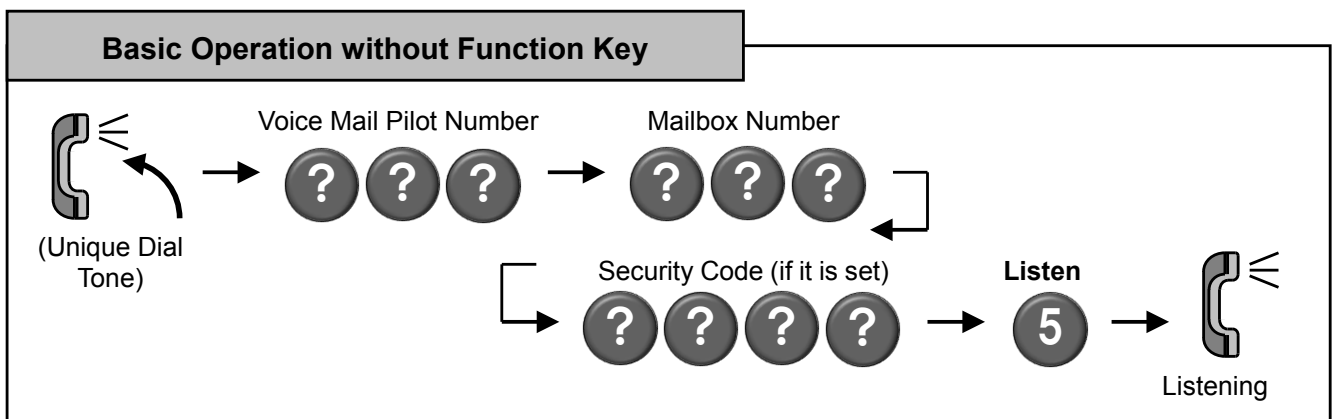 Basic Operation without Function Key
Voice Mail Pilot Number
Mailbox Number
? ? ? ? ? ?
(Unique Dial
Tone)
Security Code (if it is set)
Listen
? ? ? ? 5
Listening